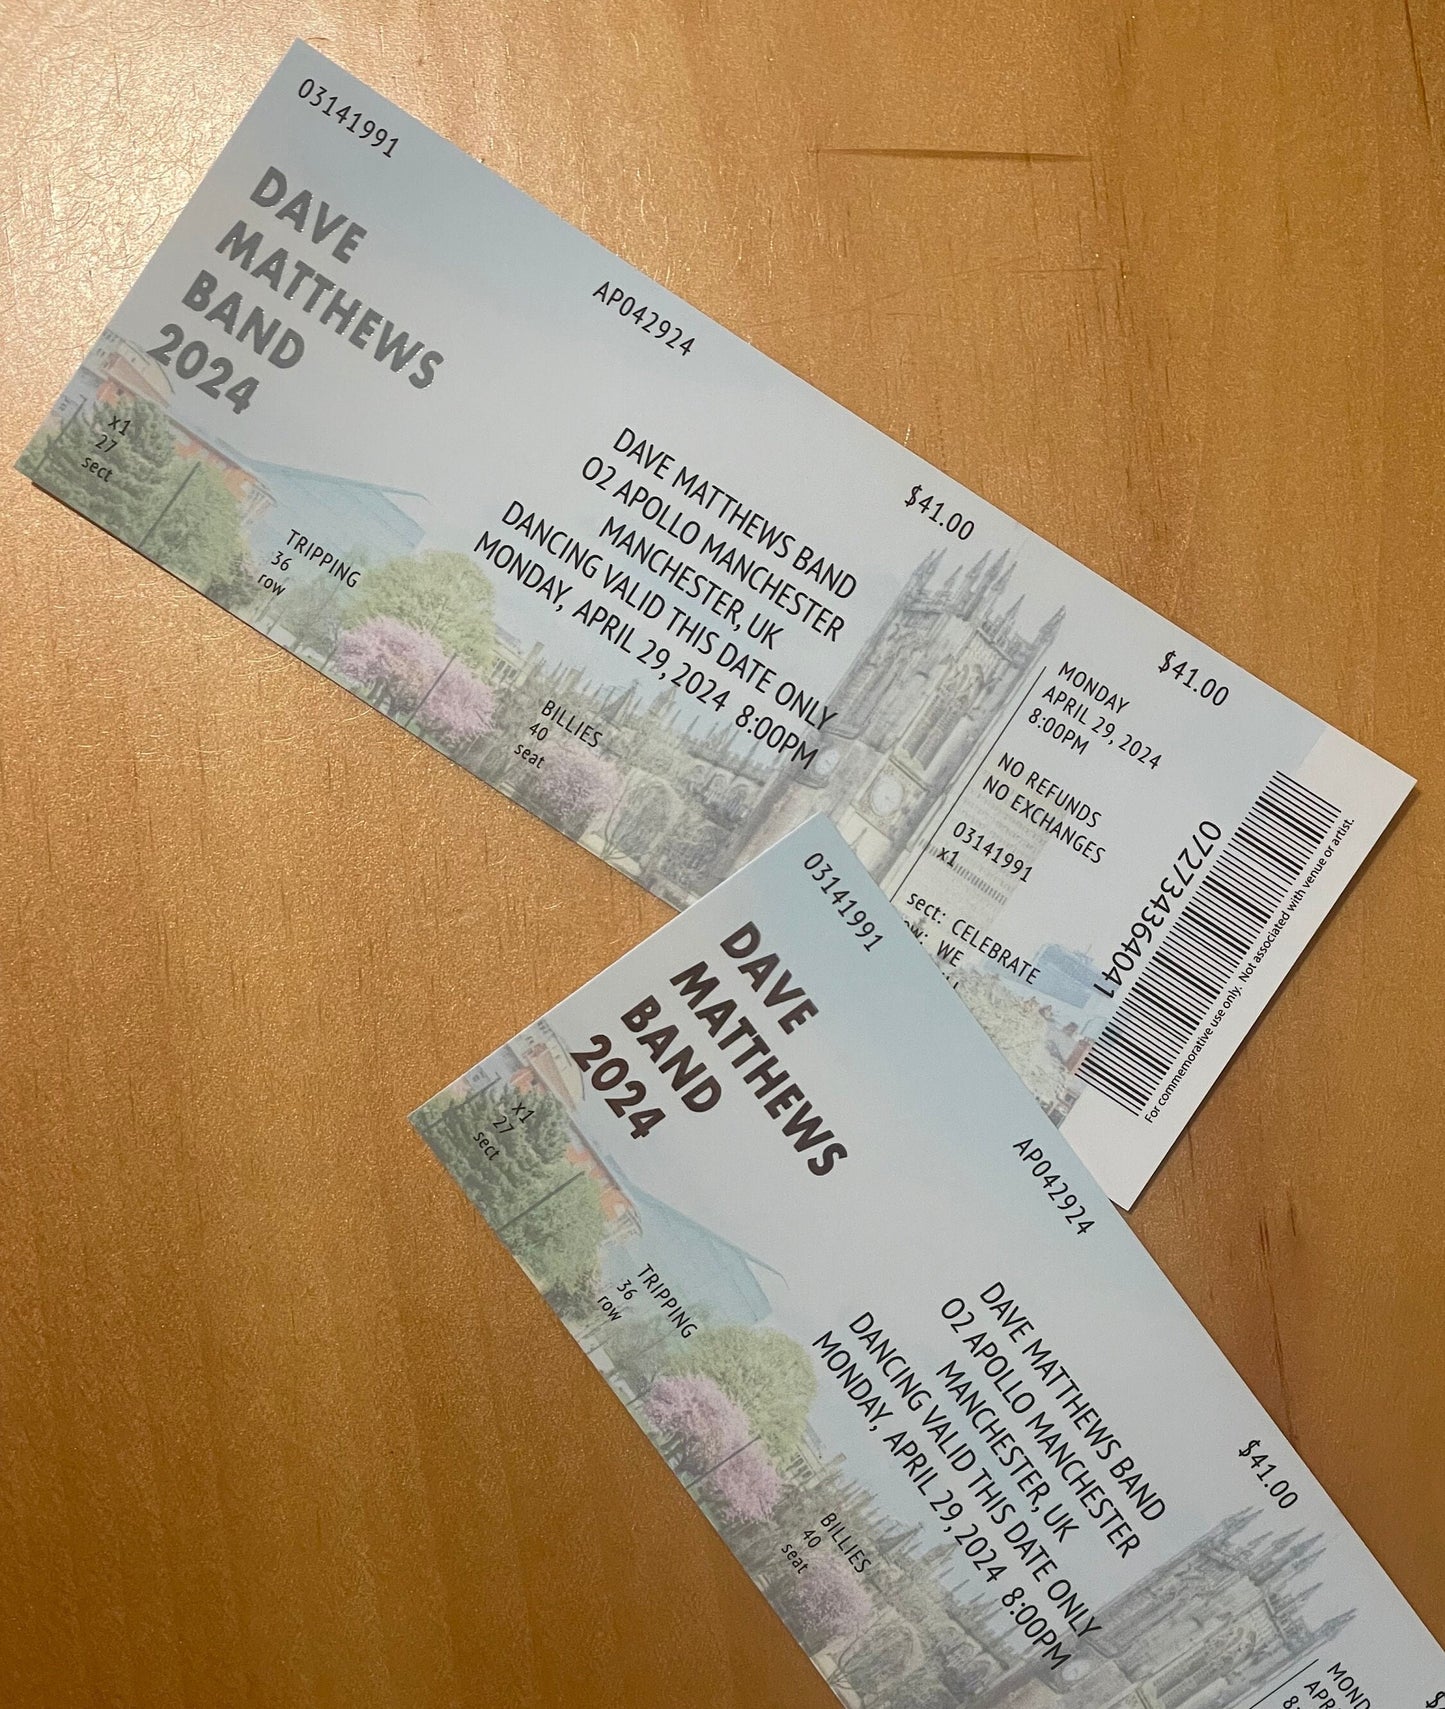 03141991
DAVE
MATTHEWS
BAND
2024
x1
27
sect
TRIPPING
36
row
BILLIES
40
seat
AP042924
$41.00
DAVE MATTHEWS BAND
O2 APOLLO MANCHESTER
MANCHESTER, UK
DANCING VALID THIS DATE ONLY
MONDAY, APRIL 29, 2024 8:00PM
$41.00
MONDAY
APRIL 29, 2024
8:00PM
NO REFUNDS
NO EXCHANGES
03141991
x1
sect: CELEBRATE
WE
072734364041
For commemorative use only. Not associated with venue or artist.
03141991
DAVE
MATTHEWS
BAND
2024
x1
27
sect
TRIPPING
36
row
BILLIES
40
seat
AP042924
$41.00
DAVE MATTHEWS BAND
O2 APOLLO MANCHESTER
MANCHESTER, UK
DANCING VALID THIS DATE ONLY
MONDAY, APRIL 29, 2024 8:00PM
MOND
APR
8:
$